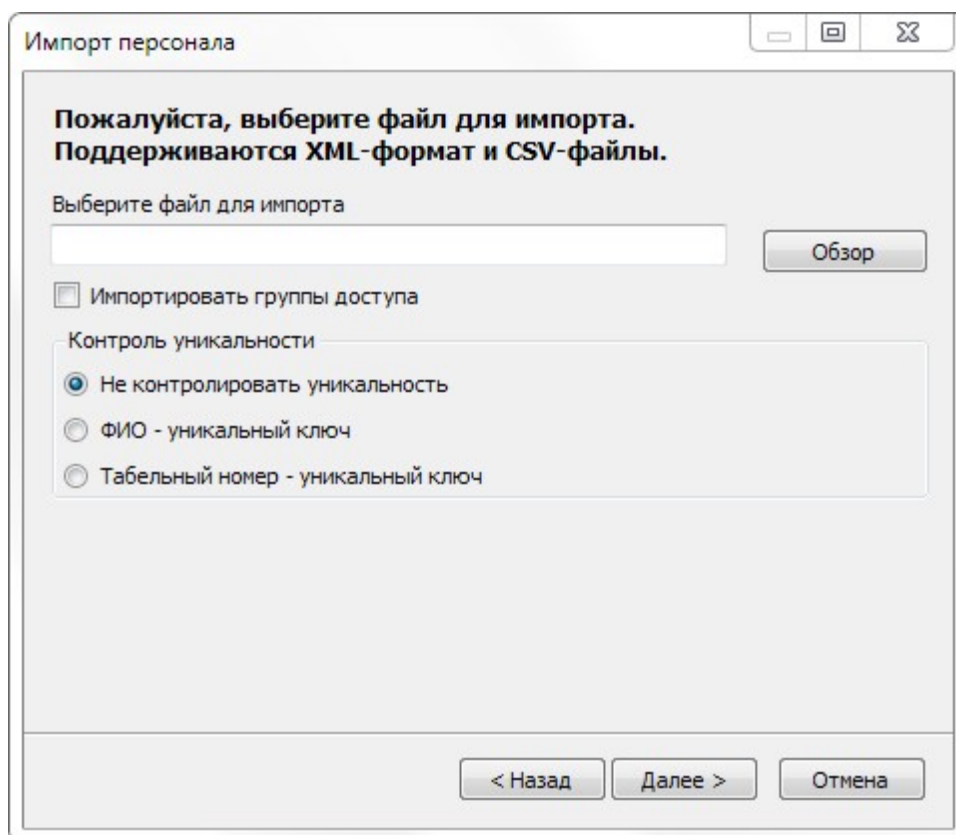 Импорт персонала
Пожалуйста, выберите файл для импорта.
Поддерживаются XML-формат и CSV-файлы.
Выберите файл для импорта
Обзор
Импортировать группы доступа
Контроль уникальности
Не контролировать уникальность
ФИО - уникальный ключ
Табельный номер - уникальный ключ
< Назад Далее > Отмена